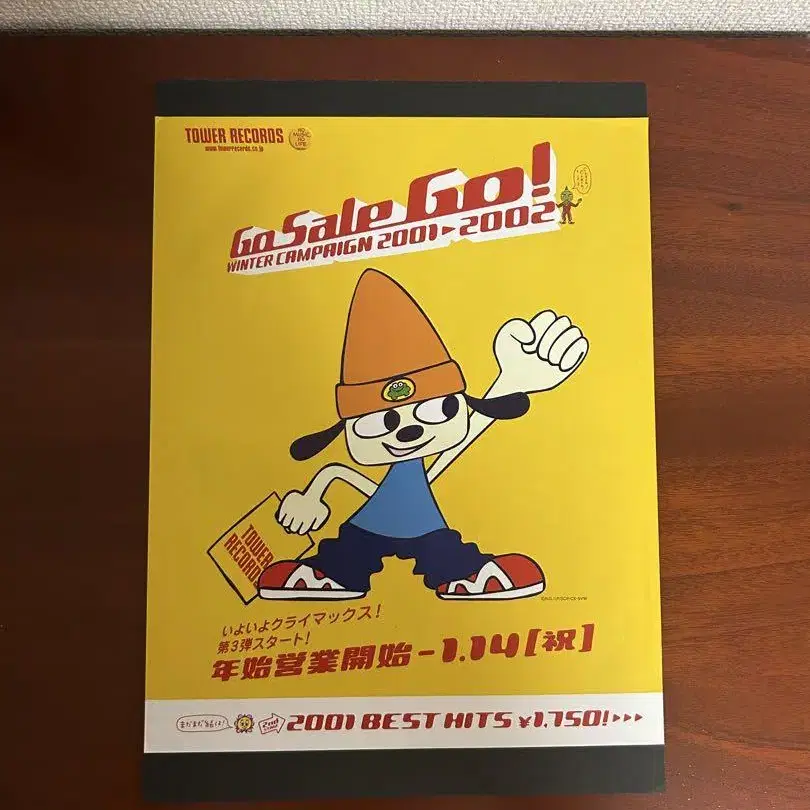 TOWER RECORDS
www.towerrecords.co.jp
NO MUSIC, NO LIFE.
Go Sale Go!
WINTER CAMPAIGN 2001▶2002
TOWER RECORDS
いよいよクライマックス!
第3弾スタート!
年始営業開始-1.14[祝]
2nd
2001 BEST HITS ¥1,750!▶▶▶